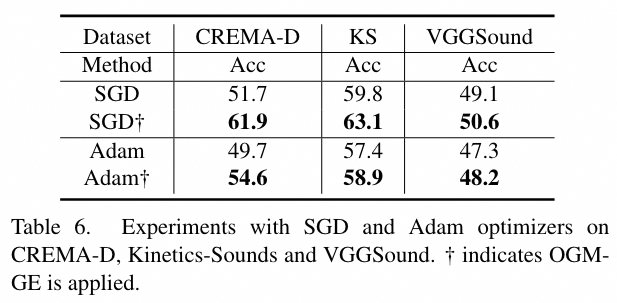 Dataset CREMA-D KS VGGSound
Method Acc Acc Acc
SGD 51.7 59.8 49.1
SGD† 61.9 63.1 50.6
Adam 49.7 57.4 47.3
Adam† 54.6 58.9 48.2
Table 6. Experiments with SGD and Adam optimizers on
CREMA-D, Kinetics-Sounds and VGGSound. † indicates OGM-
GE is applied.